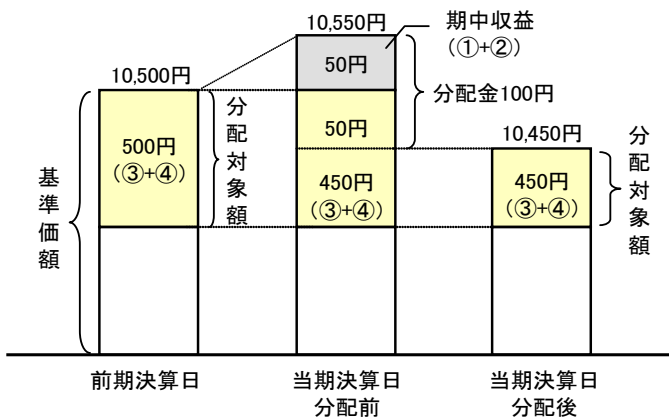 10,550円
期中収益
(①+②)
50円
10,500円
分配金100円
分配対象額
500円
(③+④)
50円
10,450円
450円
(③+④)
450円
(③+④)
分配対象額
基準価額
前期決算日
当期決算日
分配前
当期決算日
分配後